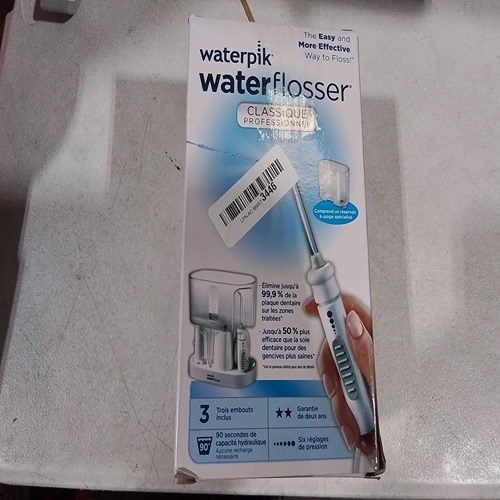 The Easy and
More Effective
Way to Floss!
waterpik
waterflosser
CLASSIQUE
PROFESSIONNEL
3446
Comprend un réservoir
à usage spécialisé
Élimine jusqu'à
99,9 % de la
plaque dentaire
sur les zones
traitées*
Jusqu'à 50 % plus
efficace que la soie
dentaire pour des
gencives plus saines*
3
Trois embouts
inclus
★★
Garantie
de deux ans
90
90 secondes de
capacité hydraulique
Aucune recharge
nécessaire
Six réglages
de pression